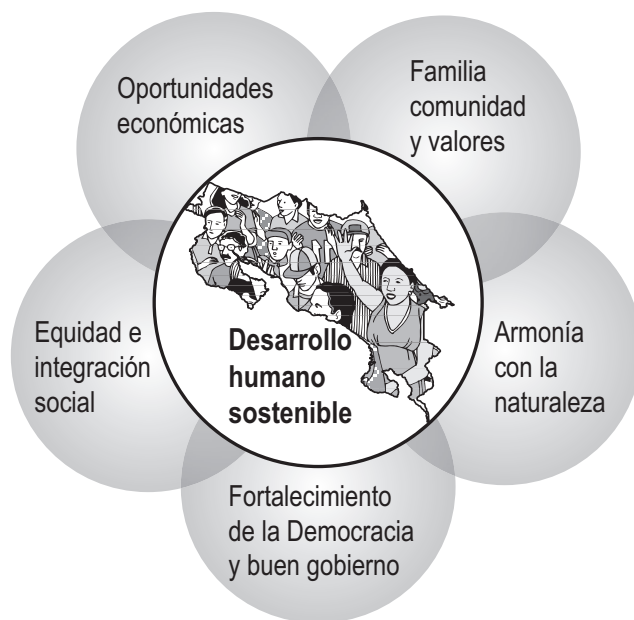 Oportunidades
económicas
Familia
comunidad
y valores
Equidad e
integración
social
Desarrollo
humano
sostenible
Armonía
con la
naturaleza
Fortalecimiento
de la Democracia
y buen gobierno